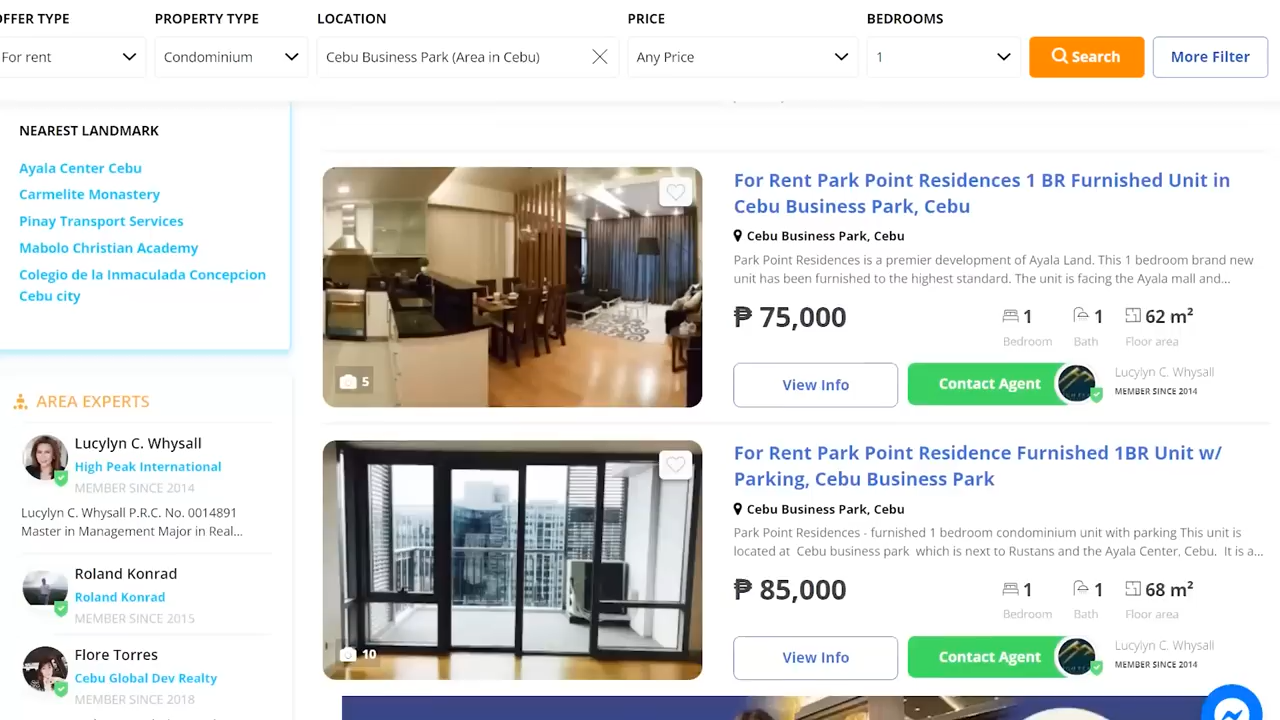 OFFER TYPE
PROPERTY TYPE
LOCATION
PRICE
BEDROOMS
For rent
Condominium
Cebu Business Park (Area in Cebu)
Any Price
1
Search
More Filter
NEAREST LANDMARK
Ayala Center Cebu
Carmelite Monastery
Pinay Transport Services
Mabolo Christian Academy
Colegio de la Inmaculada Concepcion
Cebu city
AREA EXPERTS
Lucylyn C. Whysall
High Peak International
MEMBER SINCE 2014
Lucylyn C. Whysall P.R.C. No. 0014891
Master in Management Major in Real...
Roland Konrad
Roland Konrad
MEMBER SINCE 2015
Flore Torres
Cebu Global Dev Realty
MEMBER SINCE 2018
5
For Rent Park Point Residences 1 BR Furnished Unit in
Cebu Business Park, Cebu
Cebu Business Park, Cebu
Park Point Residences is a premier development of Ayala Land. This 1 bedroom brand new
unit has been furnished to the highest standard. The unit is facing the Ayala mall and...
₱ 75,000
1
1
62 m²
Bedroom
Bath
Floor area
View Info
Contact Agent
Lucylyn C. Whysall
MEMBER SINCE 2014
10
For Rent Park Point Residence Furnished 1BR Unit w/
Parking, Cebu Business Park
Cebu Business Park, Cebu
Park Point Residences - furnished 1 bedroom condominium unit with parking This unit is
located at Cebu business park which is next to Rustans and the Ayala Center, Cebu. It is a...
₱ 85,000
1
1
68 m²
Bedroom
Bath
Floor area
View Info
Contact Agent
Lucylyn C. Whysall
MEMBER SINCE 2014